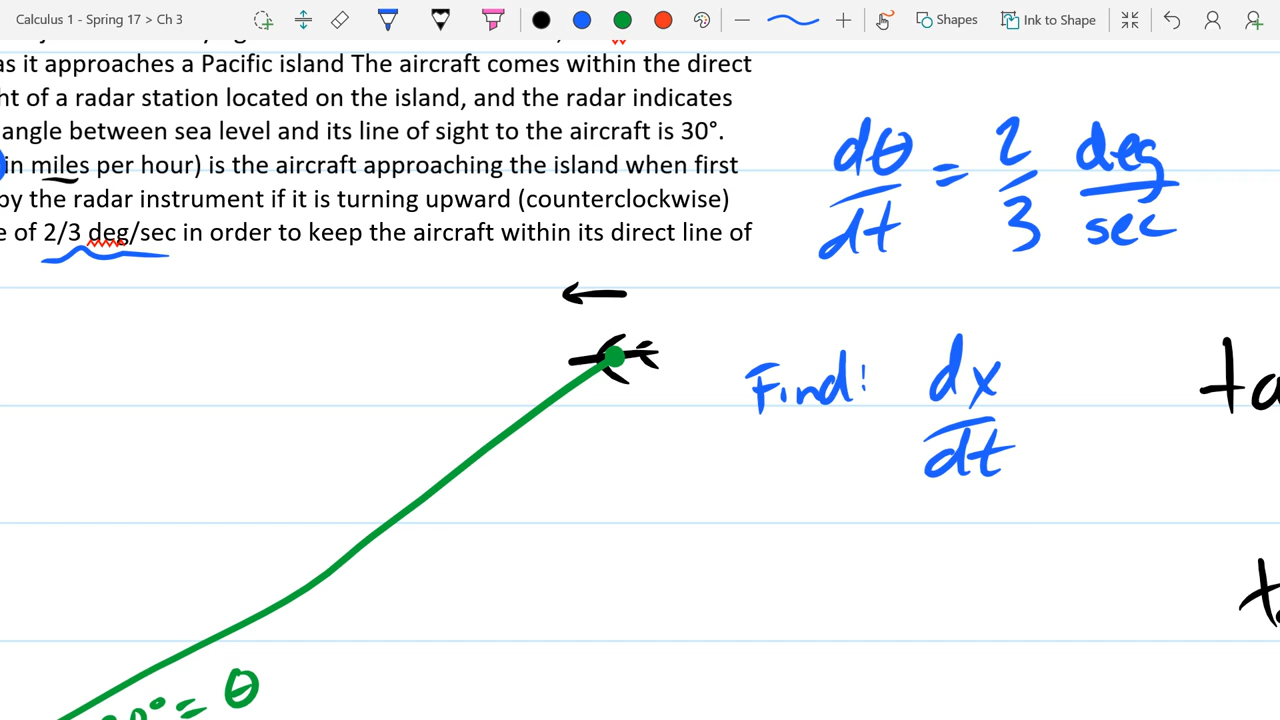 Calculus 1 - Spring 17 > Ch 3
Shapes
Ink to Shape
as it approaches a Pacific island The aircraft comes within the direct
ht of a radar station located on the island, and the radar indicates
angle between sea level and its line of sight to the aircraft is 30°.
in miles per hour) is the aircraft approaching the island when first
by the radar instrument if it is turning upward (counterclockwise)
e of 2/3 deg/sec in order to keep the aircraft within its direct line of
dθ/dt = 2/3 deg/sec
Find: dx/dt
ta
t
0° = θ